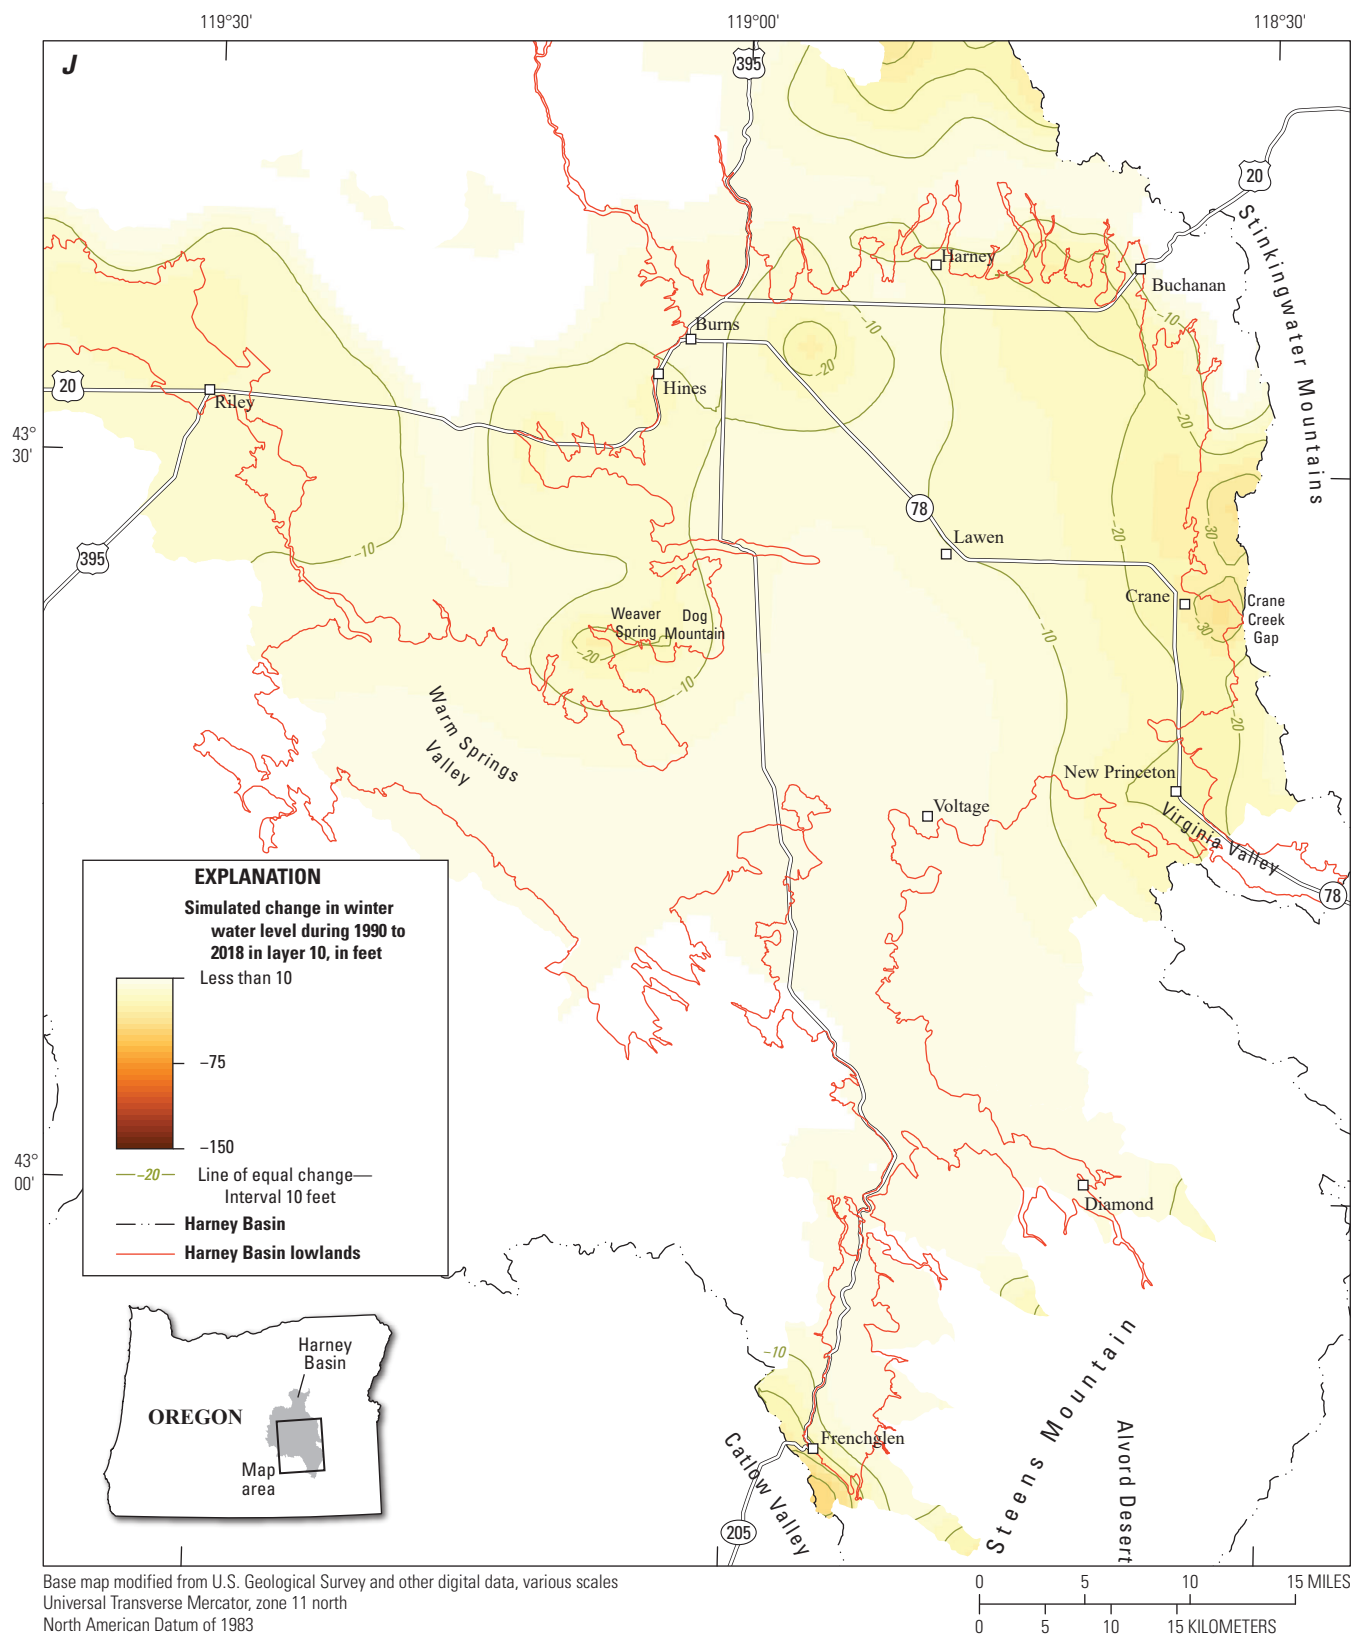 119°30'
119°00'
118°30'
J
395
20
Stinkingwater Mountains
Harney
Buchanan
-10
-10
Burns
-20
Hines
20
Riley
-20
43°
30'
78
-30
-20
Lawen
-10
395
Crane
Crane
Creek
Gap
Weaver
Spring
Dog
Mountain
-30
-10
-20
-10
Warm Springs
Valley
-20
New Princeton
Voltage
Virginia Valley
78
EXPLANATION
Simulated change in winter
water level during 1990 to
2018 in layer 10, in feet
Less than 10
−75
−150
-20
Line of equal change—
Interval 10 feet
Harney Basin
Harney Basin lowlands
43°
00'
Diamond
Steens Mountain
Alvord Desert
-10
Frenchglen
Catlow Valley
205
Harney
Basin
OREGON
Map
area
Base map modified from U.S. Geological Survey and other digital data, various scales
Universal Transverse Mercator, zone 11 north
North American Datum of 1983
0 5 10 15 MILES
0 5 10 15 KILOMETERS